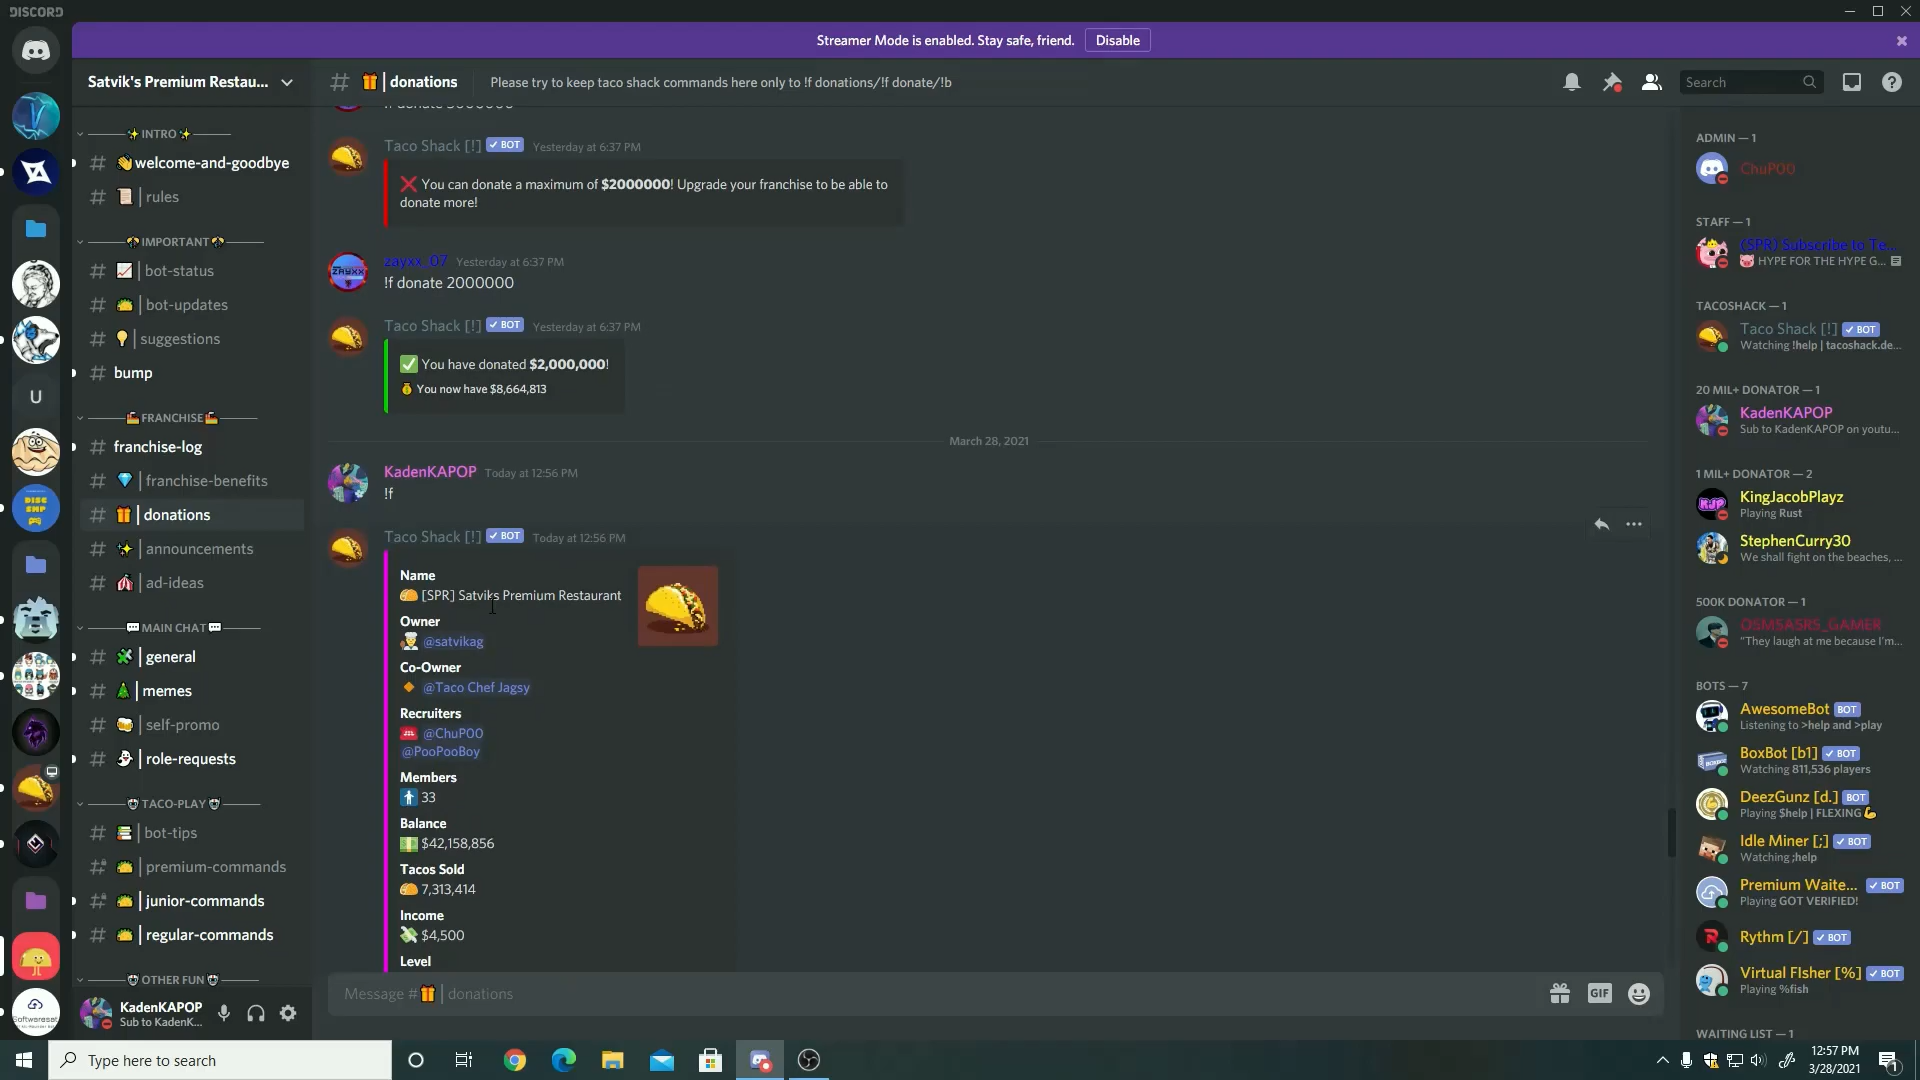 DISCORD
Streamer Mode is enabled. Stay safe, friend.
Disable
Satvik's Premium Restau...
donations
Please try to keep taco shack commands here only to !f donations/!f donate/!b
Search
INTRO
welcome-and-goodbye
rules
IMPORTANT
bot-status
bot-updates
suggestions
bump
FRANCHISE
franchise-log
franchise-benefits
donations
announcements
ad-ideas
MAIN CHAT
general
memes
self-promo
role-requests
TACO-PLAY
bot-tips
premium-commands
junior-commands
regular-commands
OTHER FUN
KadenKAPOP
Sub to KadenK...
U
Taco Shack [!] BOT Yesterday at 6:37 PM
You can donate a maximum of $2000000! Upgrade your franchise to be able to
donate more!
zayxx_07 Yesterday at 6:37 PM
!f donate 2000000
Taco Shack [!] BOT Yesterday at 6:37 PM
You have donated $2,000,000!
You now have $8,664,813
March 28, 2021
KadenKAPOP Today at 12:56 PM
!f
Taco Shack [!] BOT Today at 12:56 PM
Name
[SPR] Satviks Premium Restaurant
Owner
@satvikag
Co-Owner
@Taco Chef Jagsy
Recruiters
@ChuP00
@PooPooBoy
Members
33
Balance
$42,158,856
Tacos Sold
7,313,414
Income
$4,500
Level
Message # | donations
GIF
ADMIN — 1
ChuP00
STAFF — 1
(SPR) Subscribe to Te...
HYPE FOR THE HYPE G...
TACOSHACK — 1
Taco Shack [!] BOT
Watching !help | tacoshack.de...
20 MIL+ DONATOR — 1
KadenKAPOP
Sub to KadenKAPOP on youtu...
1 MIL+ DONATOR — 2
KingJacobPlayz
Playing Rust
StephenCurry30
We shall fight on the beaches, ...
500K DONATOR — 1
OSMSASRS_GAMER
"They laugh at me because I'm...
BOTS — 7
AwesomeBot BOT
Listening to >help and >play
BoxBot [b1] BOT
Watching 811,536 players
DeezGunz [d.] BOT
Playing $help | FLEXING
Idle Miner [;] BOT
Watching ;help
Premium Waite... BOT
Playing GOT VERIFIED!
Rythm [/] BOT
Virtual FIsher [%] BOT
Playing %fish
WAITING LIST — 1
Type here to search
12:57 PM
3/28/2021